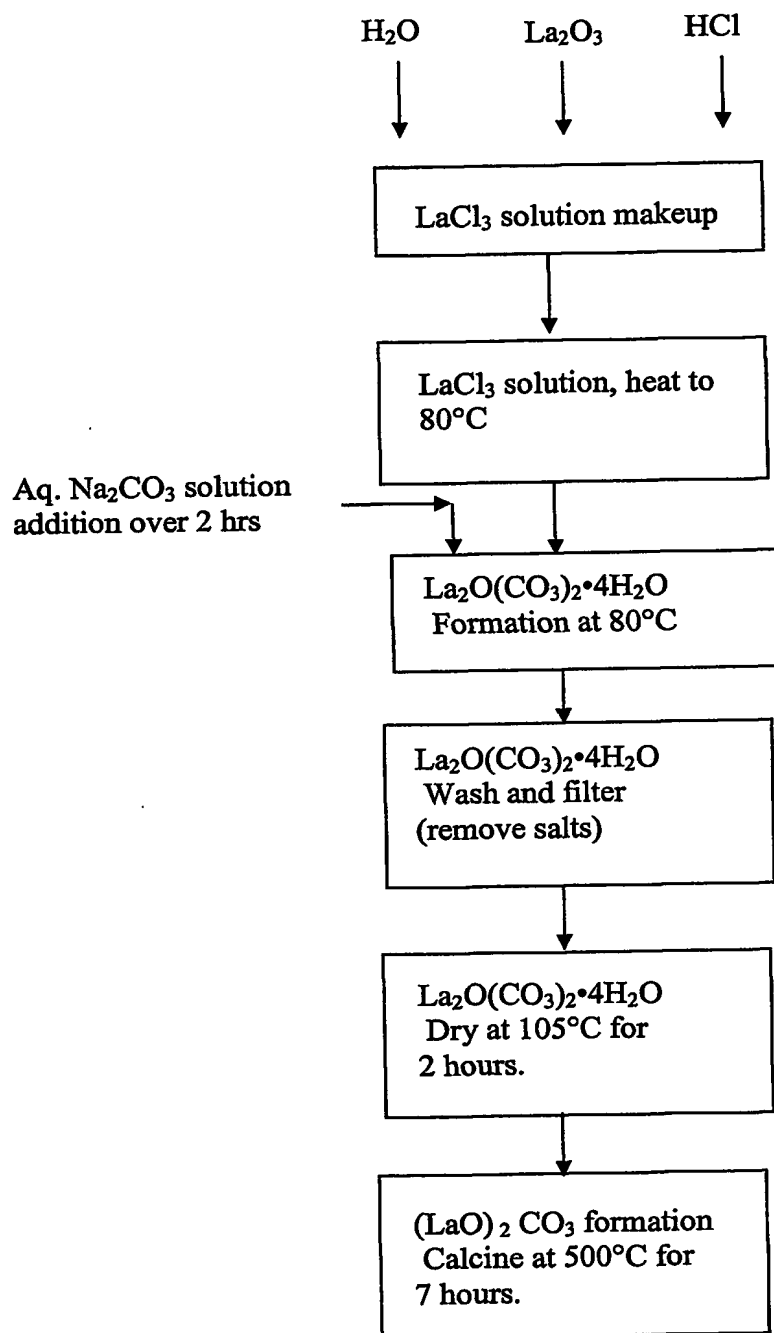 H₂O La₂O₃ HCl
LaCl₃ solution makeup
LaCl₃ solution, heat to
80°C
Aq. Na₂CO₃ solution
addition over 2 hrs
La₂O(CO₃)₂•4H₂O
Formation at 80°C
La₂O(CO₃)₂•4H₂O
Wash and filter
(remove salts)
La₂O(CO₃)₂•4H₂O
Dry at 105°C for
2 hours.
(LaO)₂ CO₃ formation
Calcine at 500°C for
7 hours.